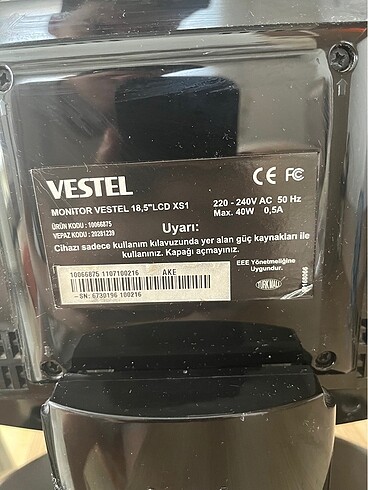 VESTEL
CE FC
MONITOR VESTEL 18,5"LCD XS1
220 - 240V AC 50 Hz
Max. 40W 0,5A
ÜRÜN KODU : 10066875
VEPAZ KODU : 20281239
Uyarı:
Cihazı sadece kullanım kılavuzunda yer alan güç kaynakları ile
kullanınız. Kapağı açmayınız.
10066875 1107100216 AKE
SN: 6730196 100216
EEE Yönetmeliğine
Uygundur.
TÜRK MALI